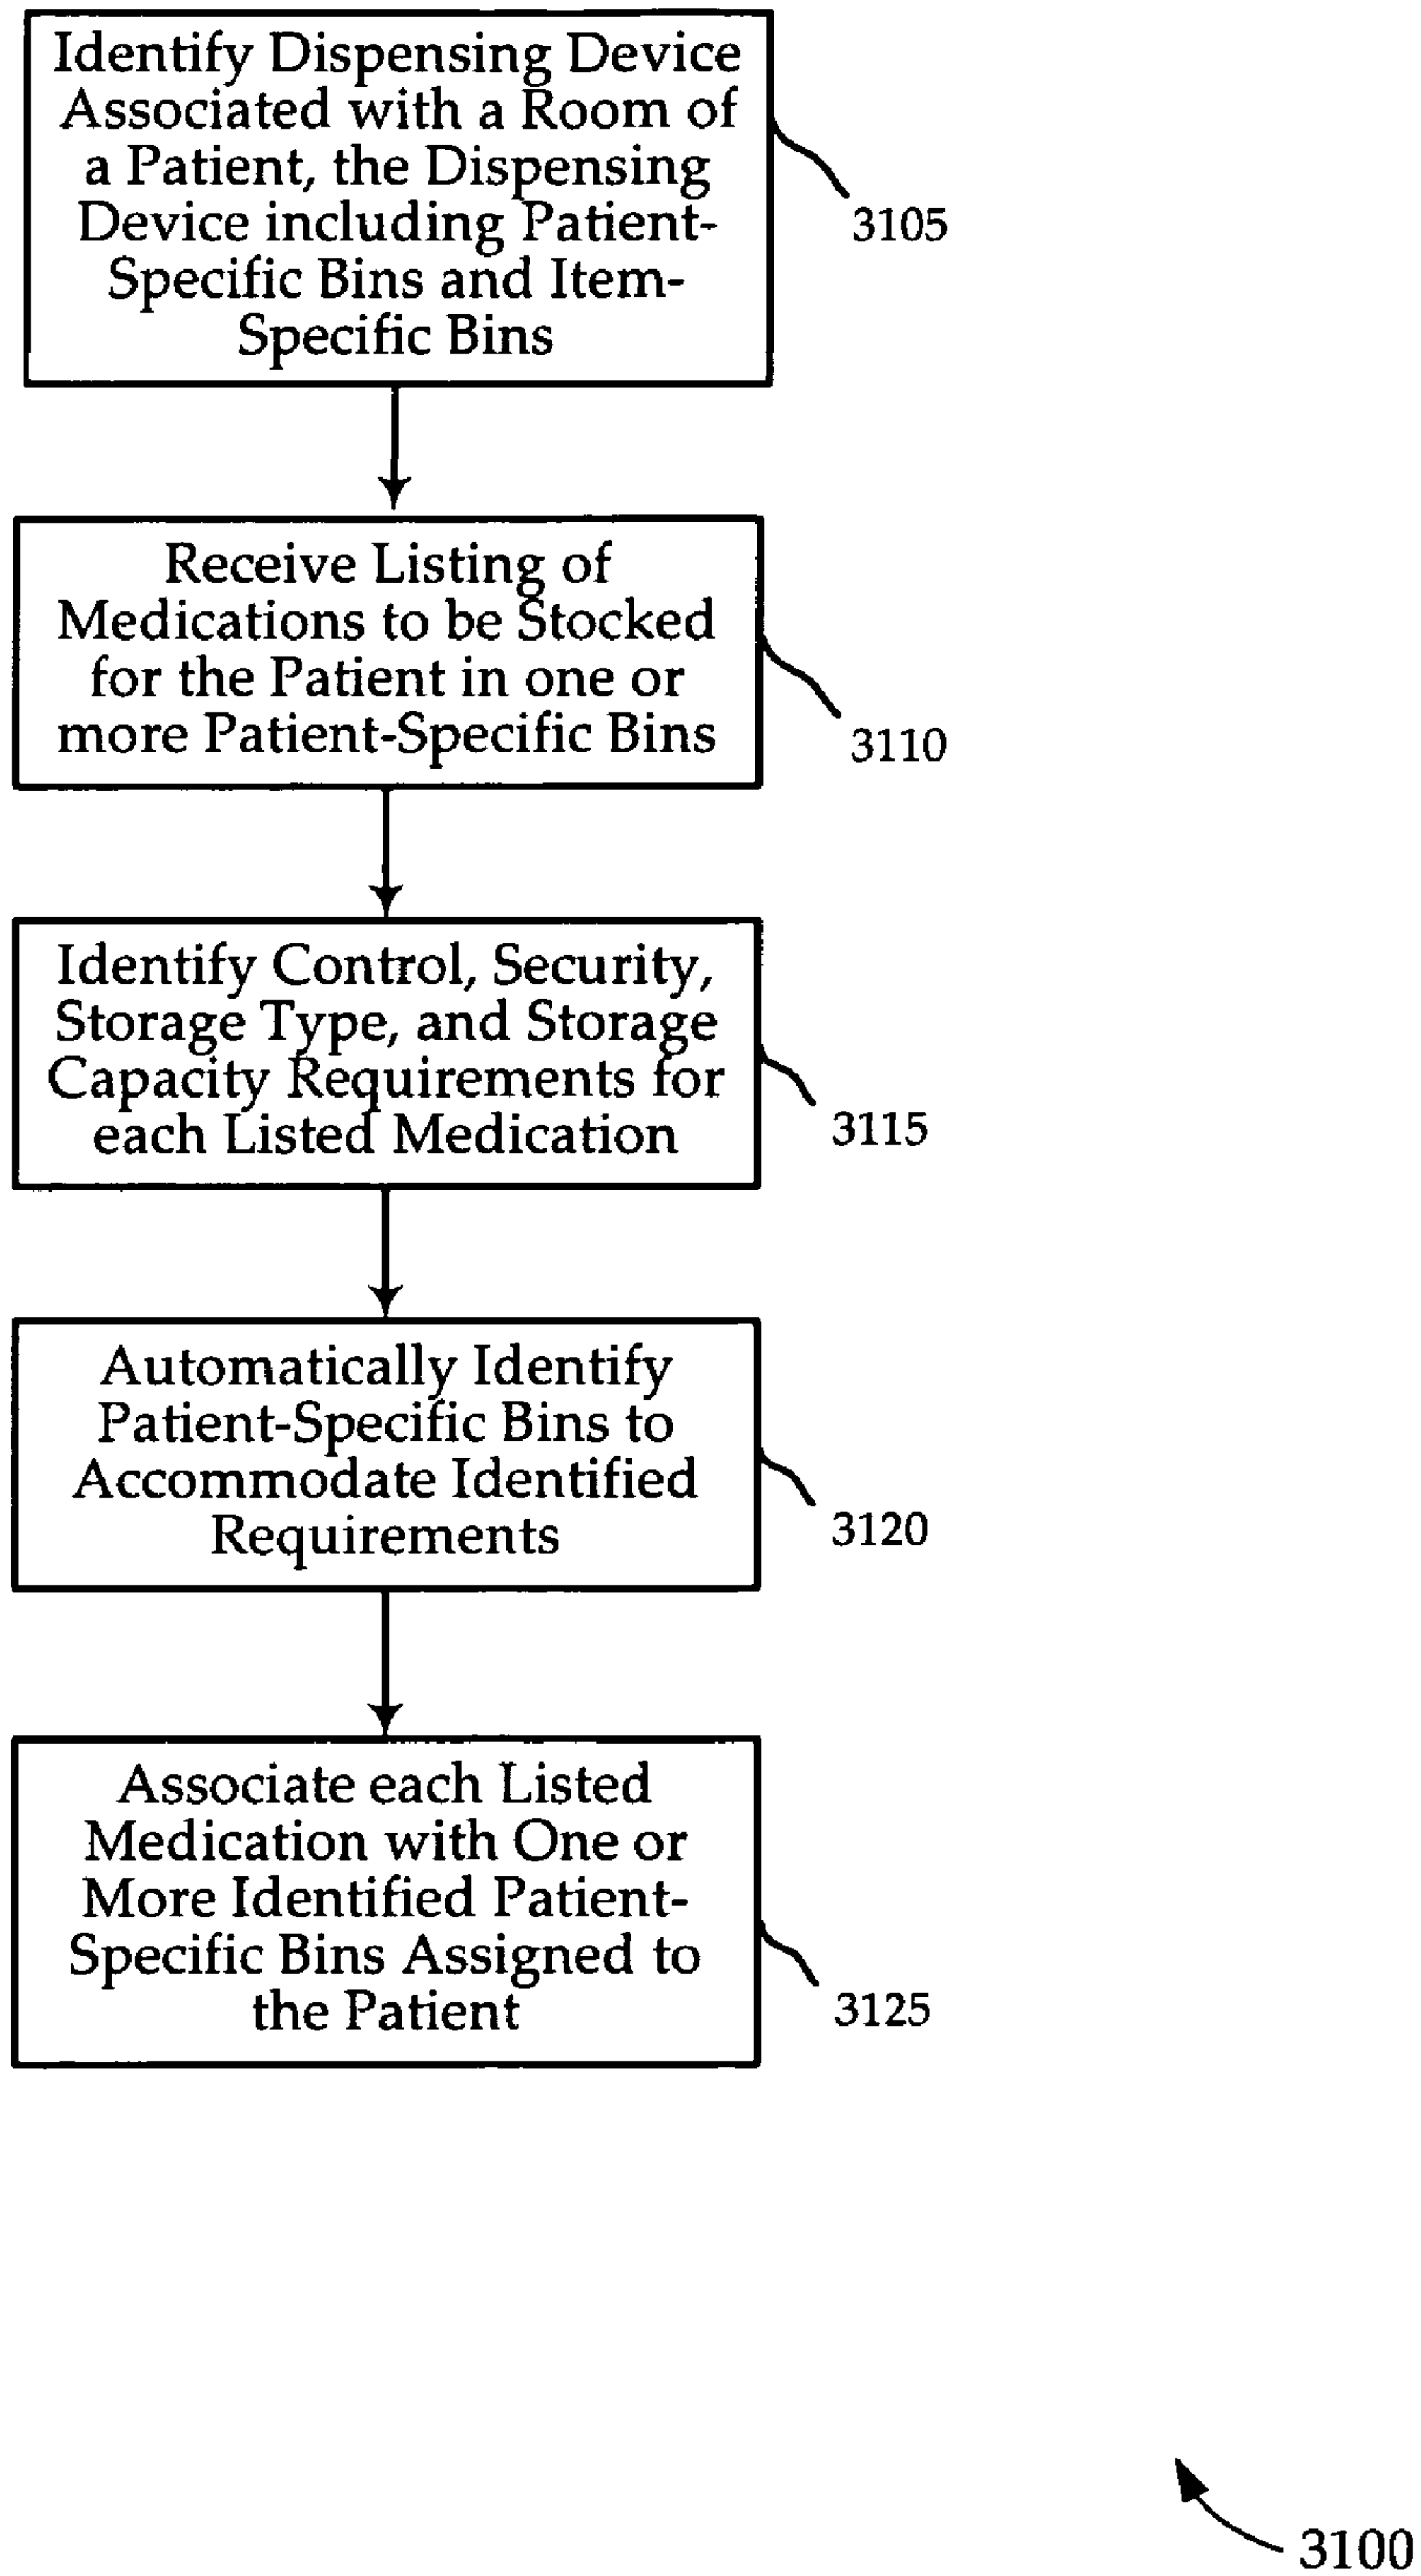 Identify Dispensing Device
Associated with a Room of
a Patient, the Dispensing
Device including Patient-
Specific Bins and Item-
Specific Bins
3105
Receive Listing of
Medications to be Stocked
for the Patient in one or
more Patient-Specific Bins
3110
Identify Control, Security,
Storage Type, and Storage
Capacity Requirements for
each Listed Medication
3115
Automatically Identify
Patient-Specific Bins to
Accommodate Identified
Requirements
3120
Associate each Listed
Medication with One or
More Identified Patient-
Specific Bins Assigned to
the Patient
3125
3100